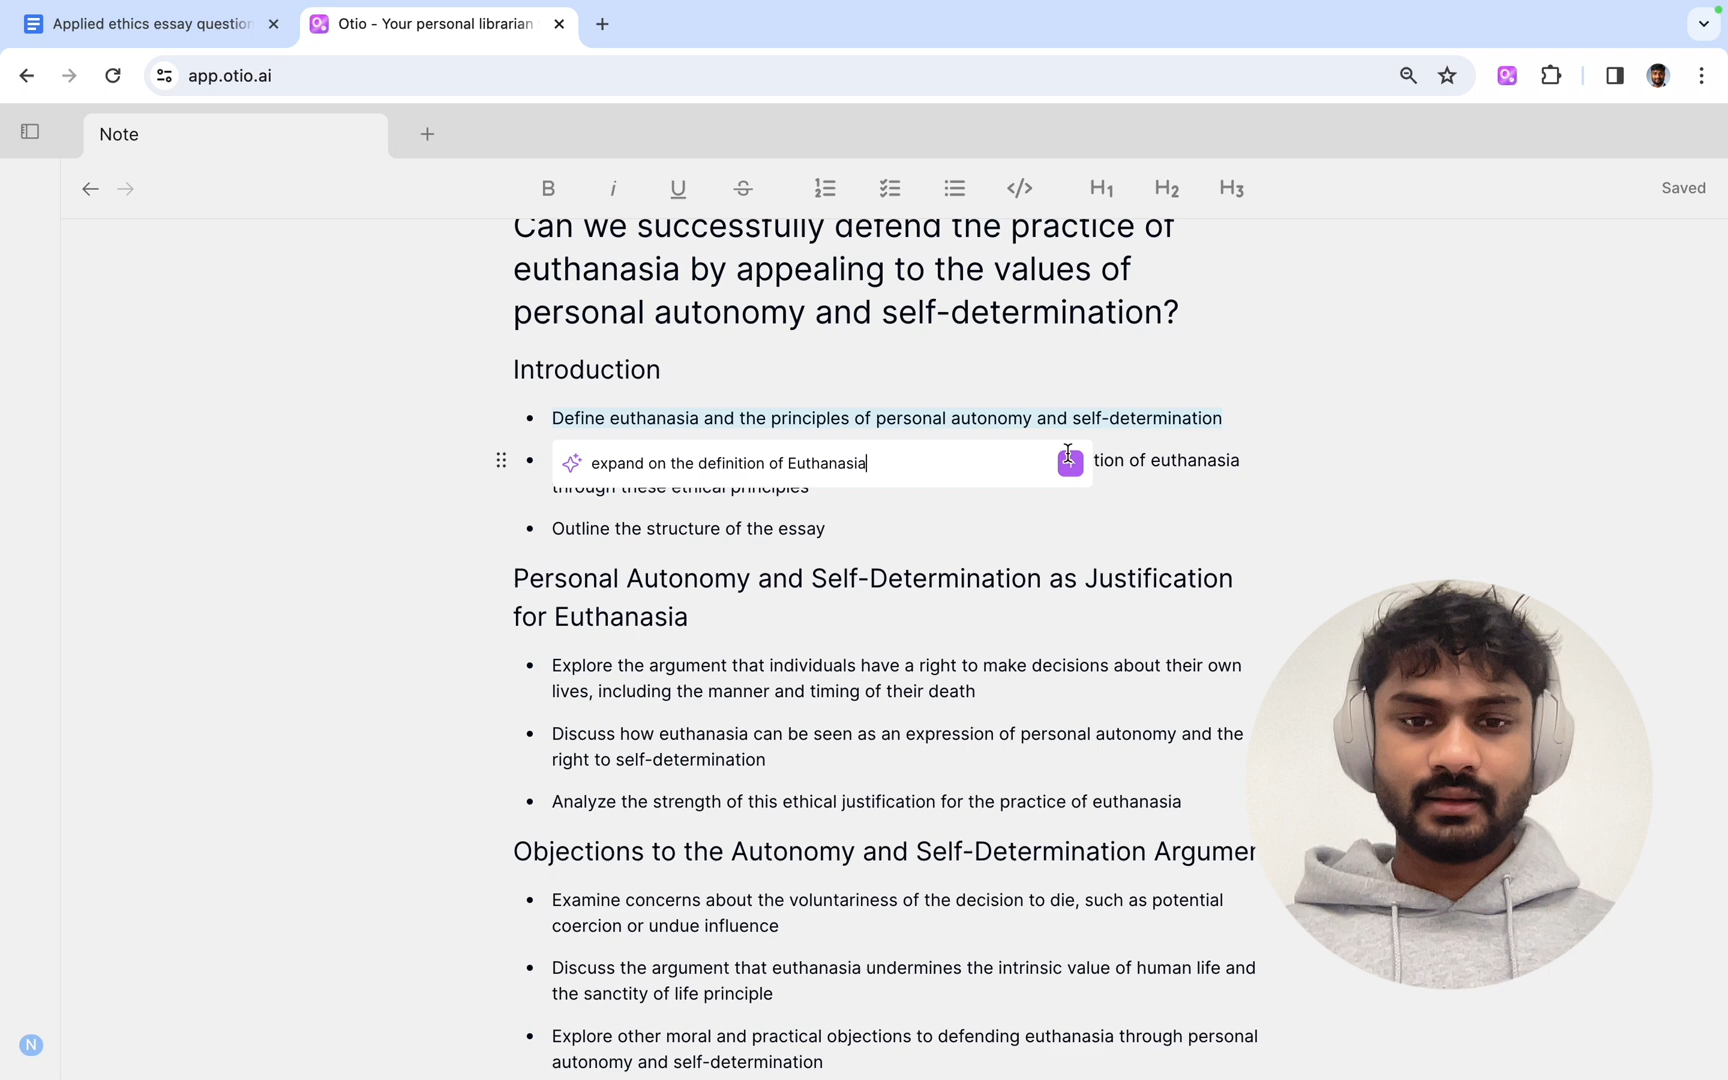 Applied ethics essay question
Otio - Your personal librarian
app.otio.ai
Note
B i U S H1 H2 H3
Saved
Can we successfully defend the practice of
euthanasia by appealing to the values of
personal autonomy and self-determination?
Introduction
Define euthanasia and the principles of personal autonomy and self-determination
expand on the definition of Euthanasia
tion of euthanasia
through these ethical principles
Outline the structure of the essay
Personal Autonomy and Self-Determination as Justification
for Euthanasia
Explore the argument that individuals have a right to make decisions about their own
lives, including the manner and timing of their death
Discuss how euthanasia can be seen as an expression of personal autonomy and the
right to self-determination
Analyze the strength of this ethical justification for the practice of euthanasia
Objections to the Autonomy and Self-Determination Argumen
Examine concerns about the voluntariness of the decision to die, such as potential
coercion or undue influence
Discuss the argument that euthanasia undermines the intrinsic value of human life and
the sanctity of life principle
Explore other moral and practical objections to defending euthanasia through personal
autonomy and self-determination
N